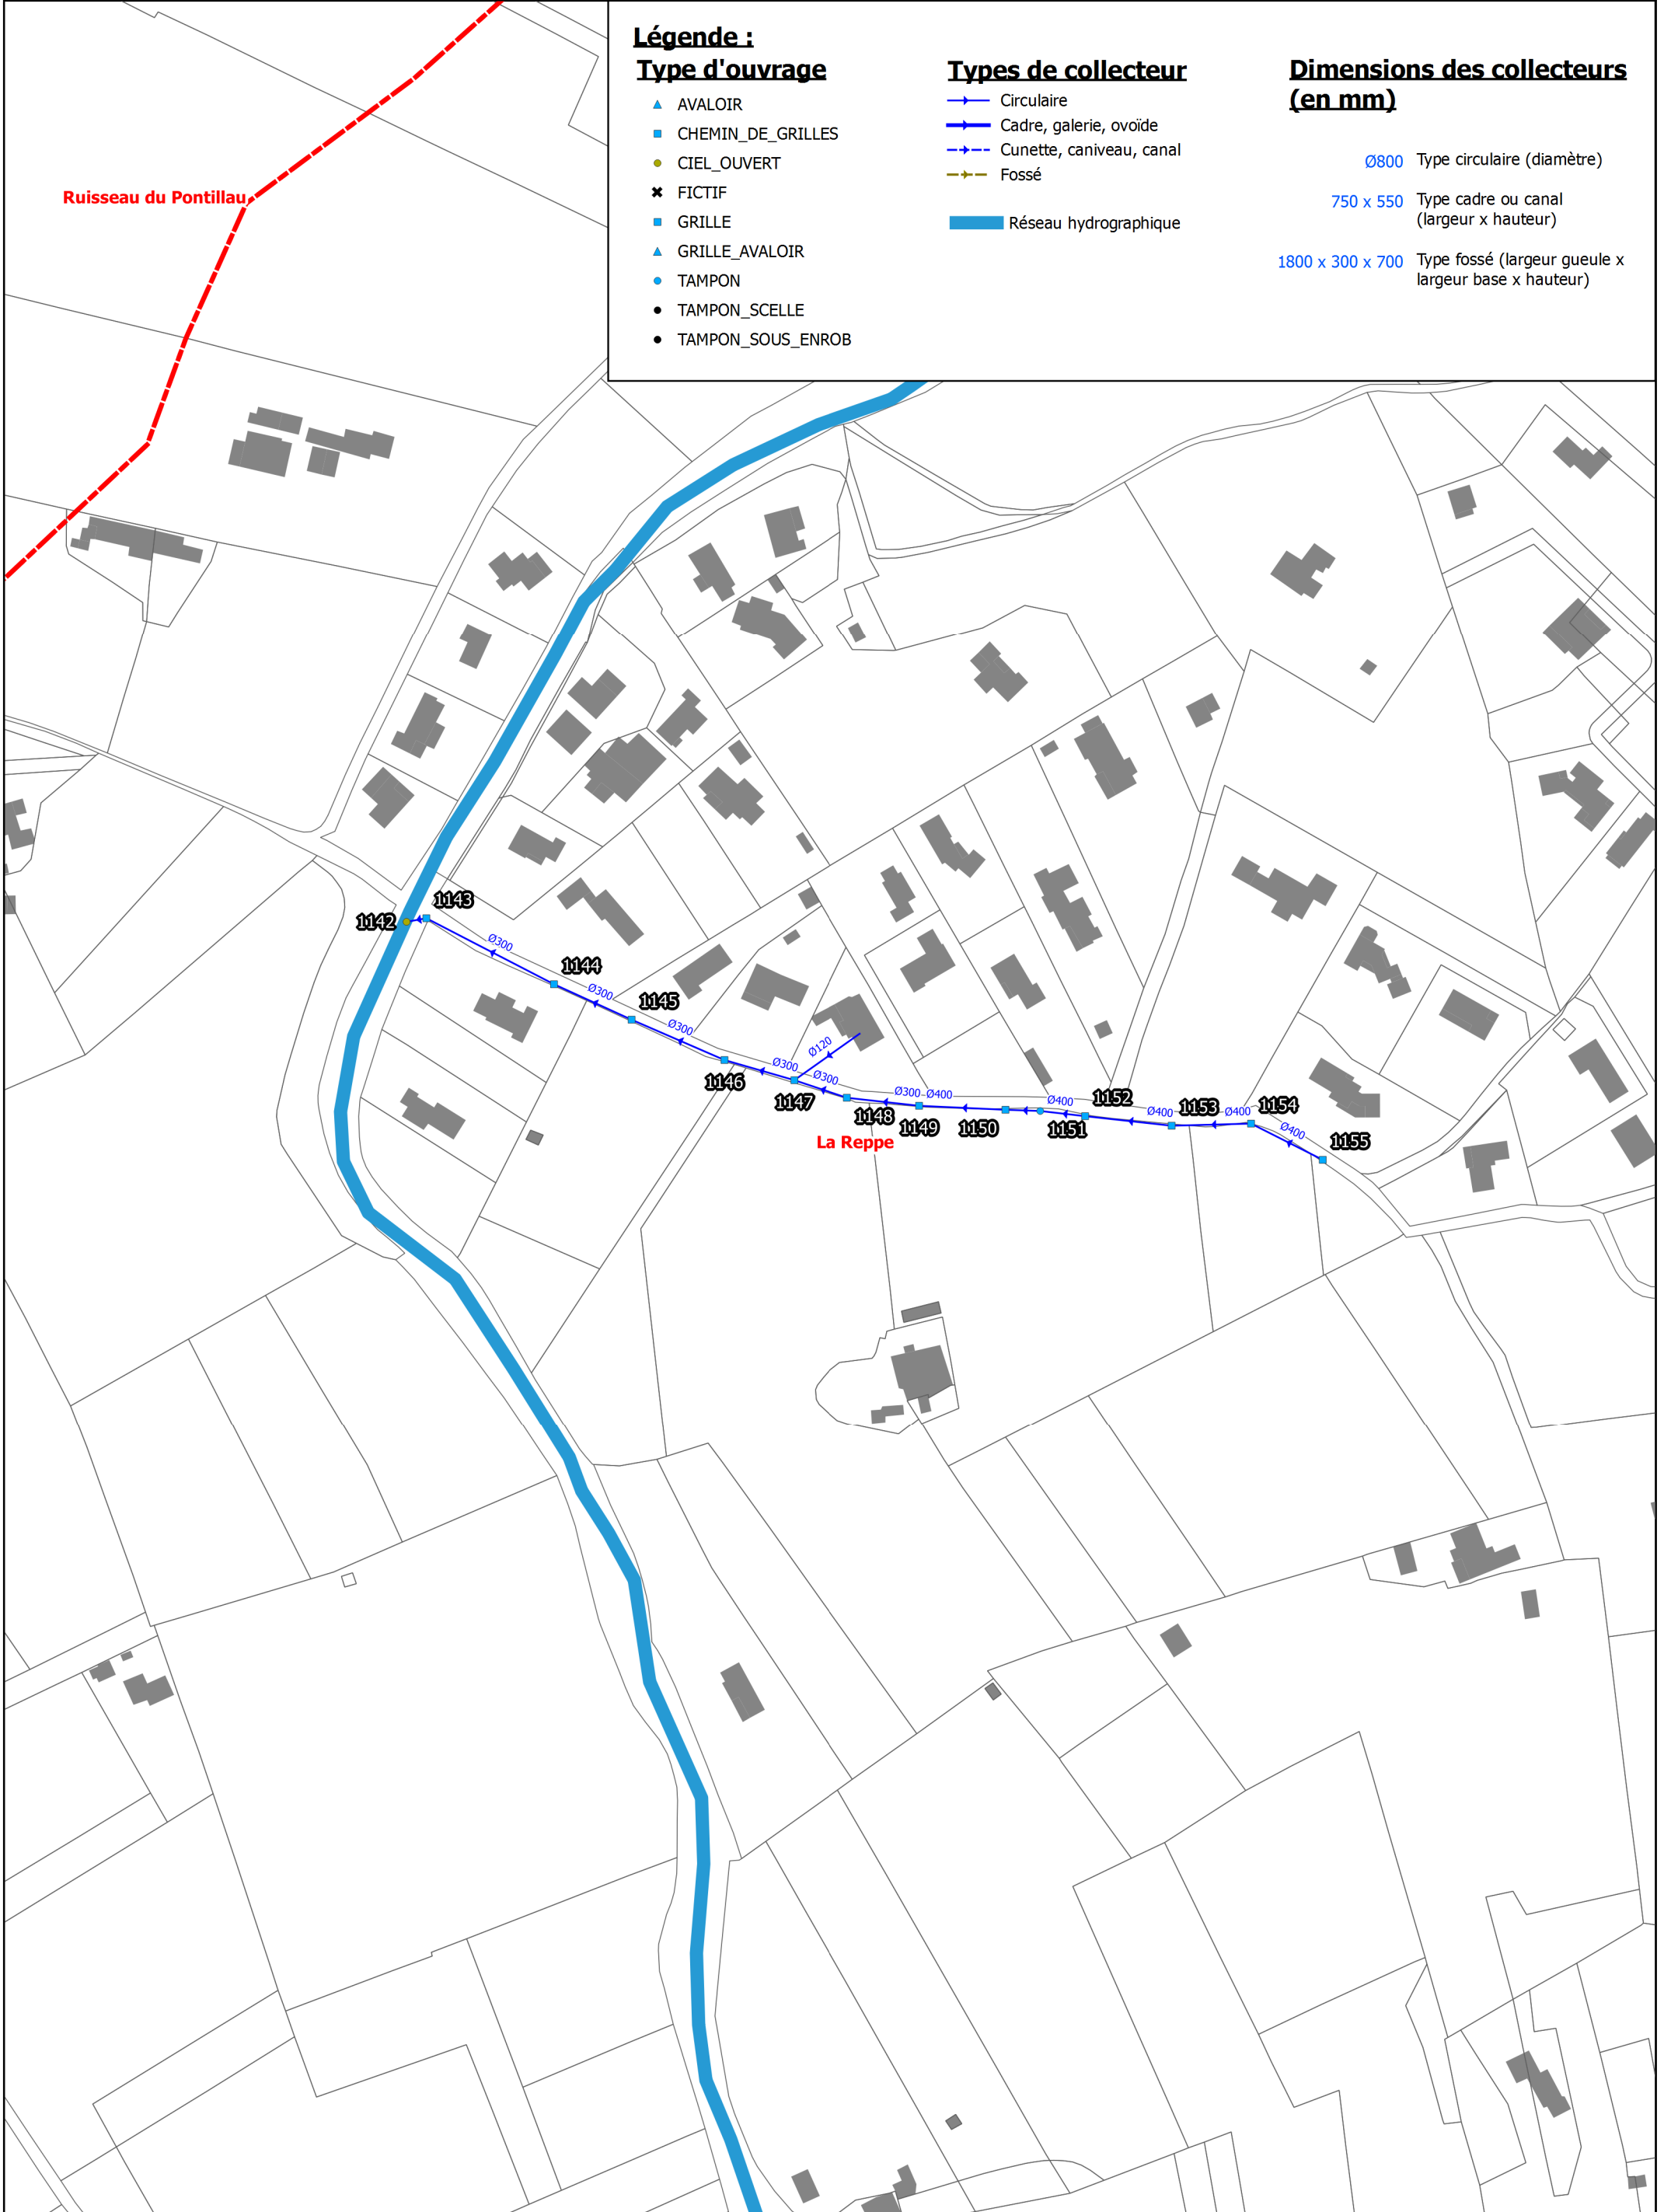 Légende :
Type d'ouvrage
AVALOIR
CHEMIN_DE_GRILLES
CIEL_OUVERT
FICTIF
GRILLE
GRILLE_AVALOIR
TAMPON
TAMPON_SCELLE
TAMPON_SOUS_ENROB
Types de collecteur
Circulaire
Cadre, galerie, ovoïde
Cunette, caniveau, canal
Fossé
Réseau hydrographique
Dimensions des collecteurs
(en mm)
Ø800 Type circulaire (diamètre)
750 x 550 Type cadre ou canal
(largeur x hauteur)
1800 x 300 x 700 Type fossé (largeur gueule x
largeur base x hauteur)
Ruisseau du Pontillau
1142
1143
Ø300
1144
Ø300
1145
Ø300
1146
Ø300
Ø120
1147
Ø300
1148
Ø300
1149
Ø400
1150
Ø400
1151
1152
Ø400
1153
Ø400
1154
Ø400
1155
La Reppe